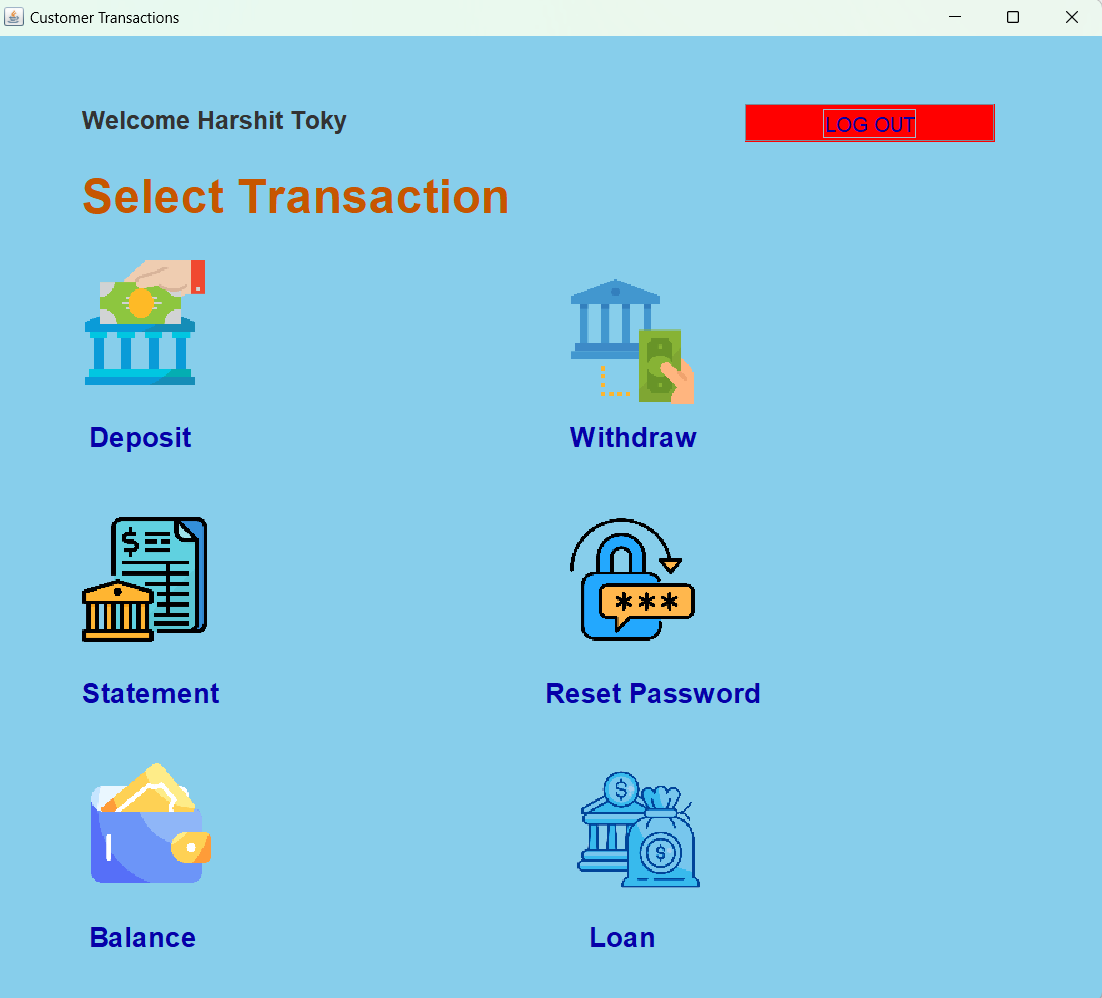 Customer Transactions
Welcome Harshit Toky
LOG OUT
Select Transaction
Deposit
Withdraw
$
***
Statement
Reset Password
$
$
Balance
Loan